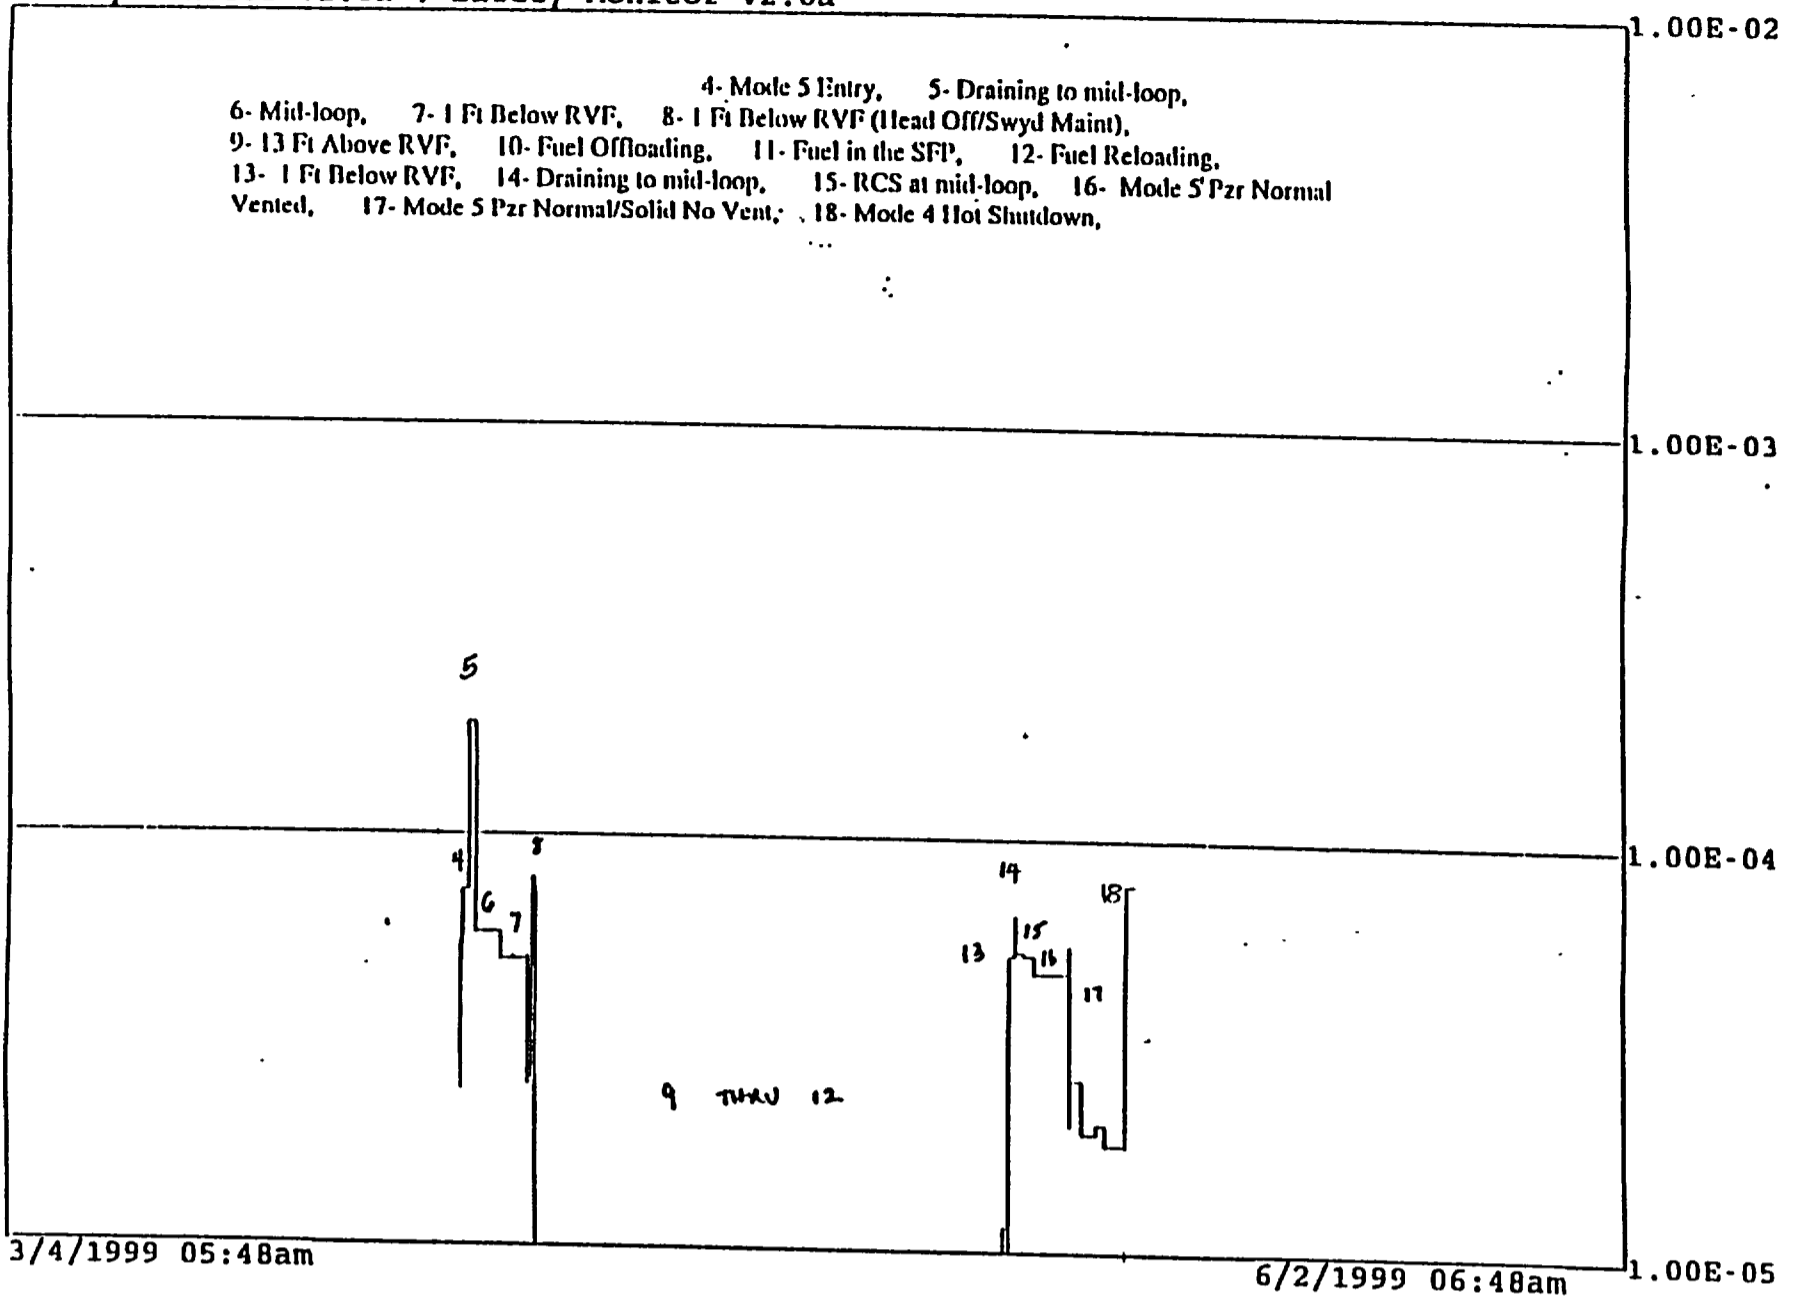 Monitor V2.0a
1.00E-02
4- Mode 5 Entry, 5- Draining to mid-loop,
6- Mid-loop, 7- 1 Ft Below RVF, 8- 1 Ft Below RVF (Head Off/Swyd Maint),
9- 13 Ft Above RVF, 10- Fuel Offloading, 11- Fuel in the SFP, 12- Fuel Reloading,
13- 1 Ft Below RVF, 14- Draining to mid-loop, 15- RCS at mid-loop, 16- Mode 5 Pzr Normal
Vented, 17- Mode 5 Pzr Normal/Solid No Vent, 18- Mode 4 Hot Shutdown,
1.00E-03
5
4
8
1.00E-04
14
18
6
7
15
13
16
17
9 THRU 12
3/4/1999 05:48am
6/2/1999 06:48am
1.00E-05